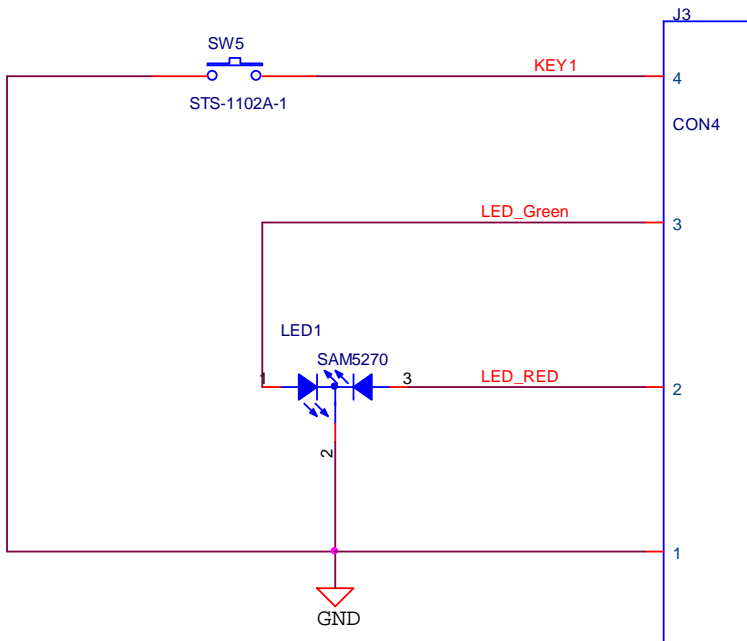 J3
SW5
KEY1
4
STS-1102A-1
CON4
LED_Green
3
LED1
SAM5270
1
3
LED_RED
2
2
1
GND